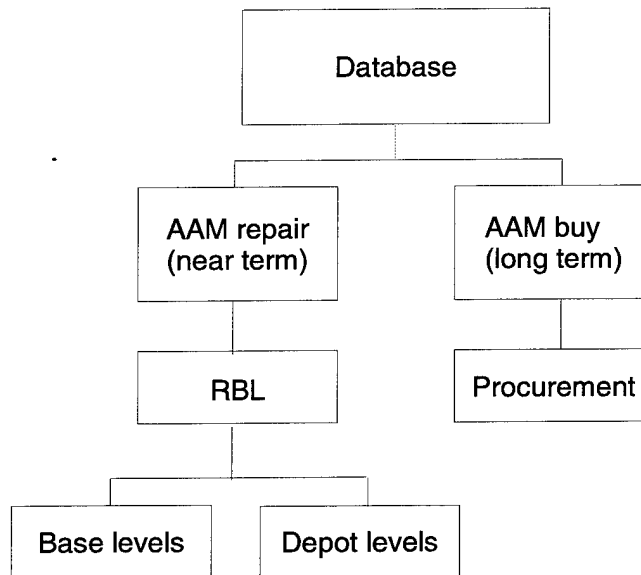 Database
AAM repair
(near term)
AAM buy
(long term)
RBL
Procurement
Base levels
Depot levels